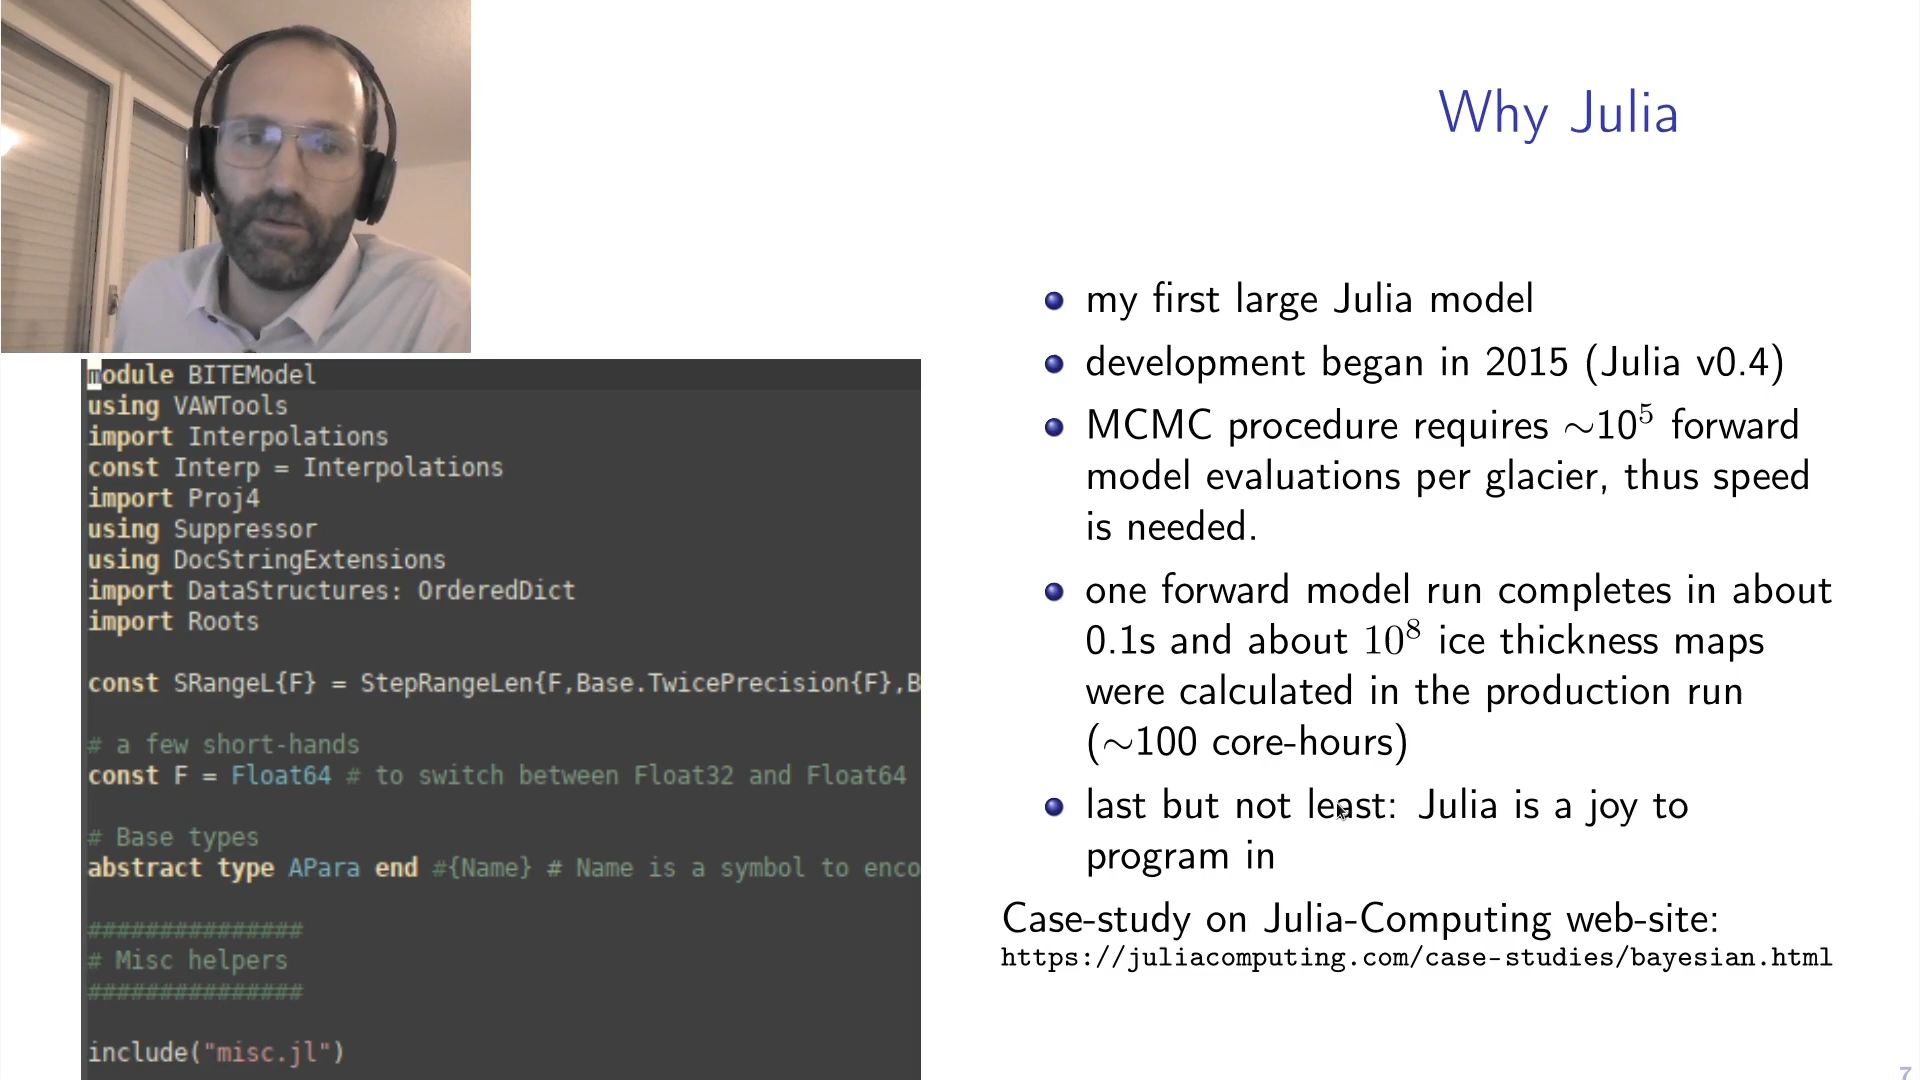 Why Julia
module BITEModel
using VAWTools
import Interpolations
const Interp = Interpolations
import Proj4
using Suppressor
using DocStringExtensions
import DataStructures: OrderedDict
import Roots
const SRangeL{F} = StepRangeLen{F,Base.TwicePrecision{F},B
# a few short-hands
const F = Float64 # to switch between Float32 and Float64
# Base types
abstract type APara end #{Name} # Name is a symbol to enco
###############
# Misc helpers
###############
include("misc.jl")
my first large Julia model
development began in 2015 (Julia v0.4)
MCMC procedure requires ∼10⁵ forward
model evaluations per glacier, thus speed
is needed.
one forward model run completes in about
0.1s and about 10⁸ ice thickness maps
were calculated in the production run
(∼100 core-hours)
last but not least: Julia is a joy to
program in
Case-study on Julia-Computing web-site:
https://juliacomputing.com/case-studies/bayesian.html
7